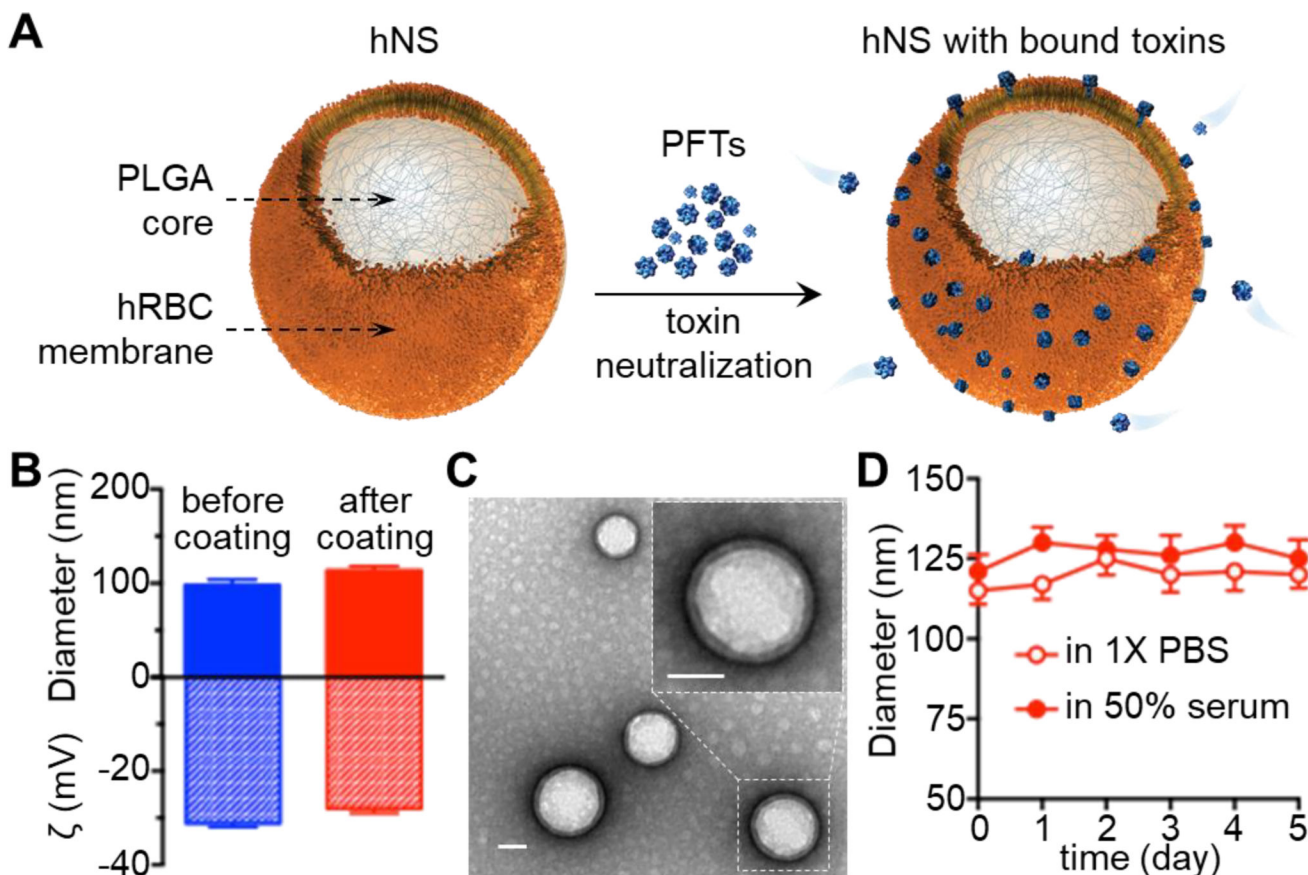 A
hNS
hNS with bound toxins
PLGA
core
hRBC
membrane
PFTs
toxin
neutralization
B
200
100
0
-20
-40
Diameter (nm)
ζ (mV)
before
coating
after
coating
C
D
150
125
100
75
50
Diameter (nm)
in 1X PBS
in 50% serum
0 1 2 3 4 5
time (day)